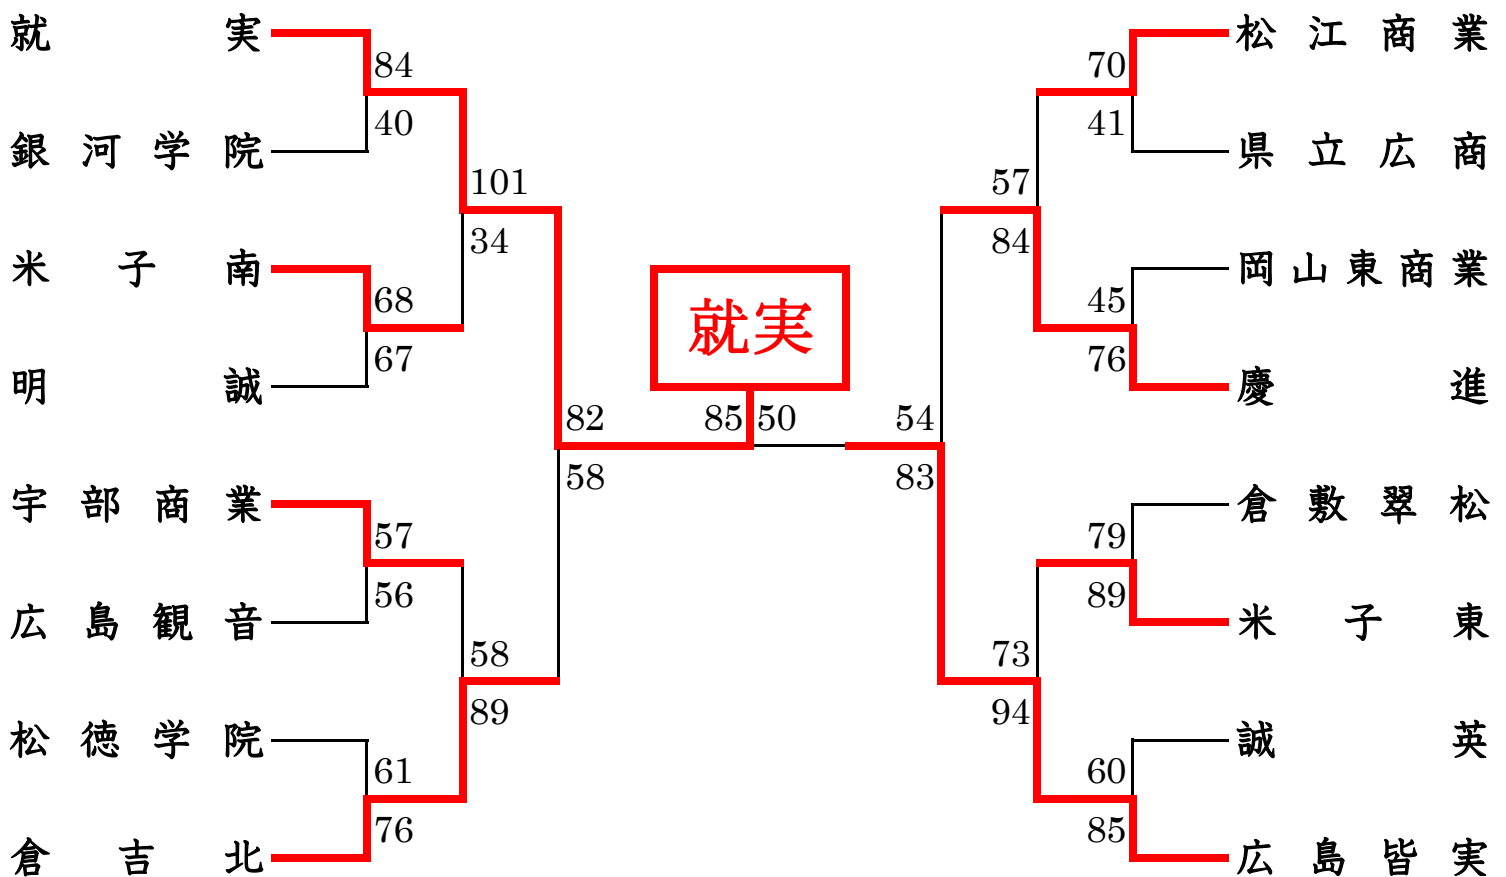 就実
84
40
銀河学院
101
34
米子南
68
67
明誠
82
58
宇部商業
57
56
広島観音
58
89
松徳学院
61
76
倉吉北
就実
85 50
松江商業
70
41
県立広商
57
84
岡山東商業
45
76
慶進
54
83
倉敷翠松
79
89
米子東
73
94
誠英
60
85
広島皆実